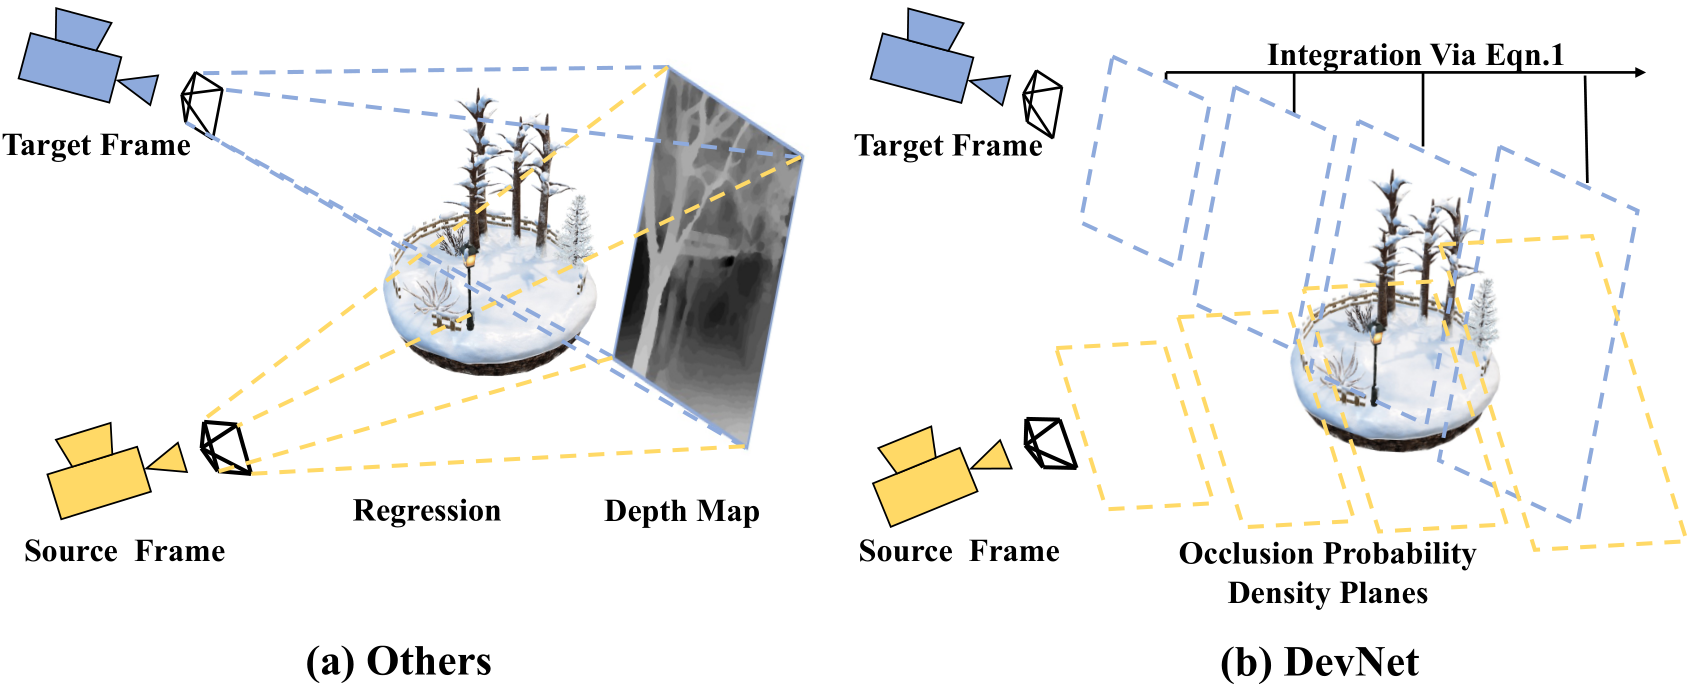 Target Frame
Source Frame
Regression
Depth Map
(a) Others
Integration Via Eqn.1
Target Frame
Source Frame
Occlusion Probability
Density Planes
(b) DevNet